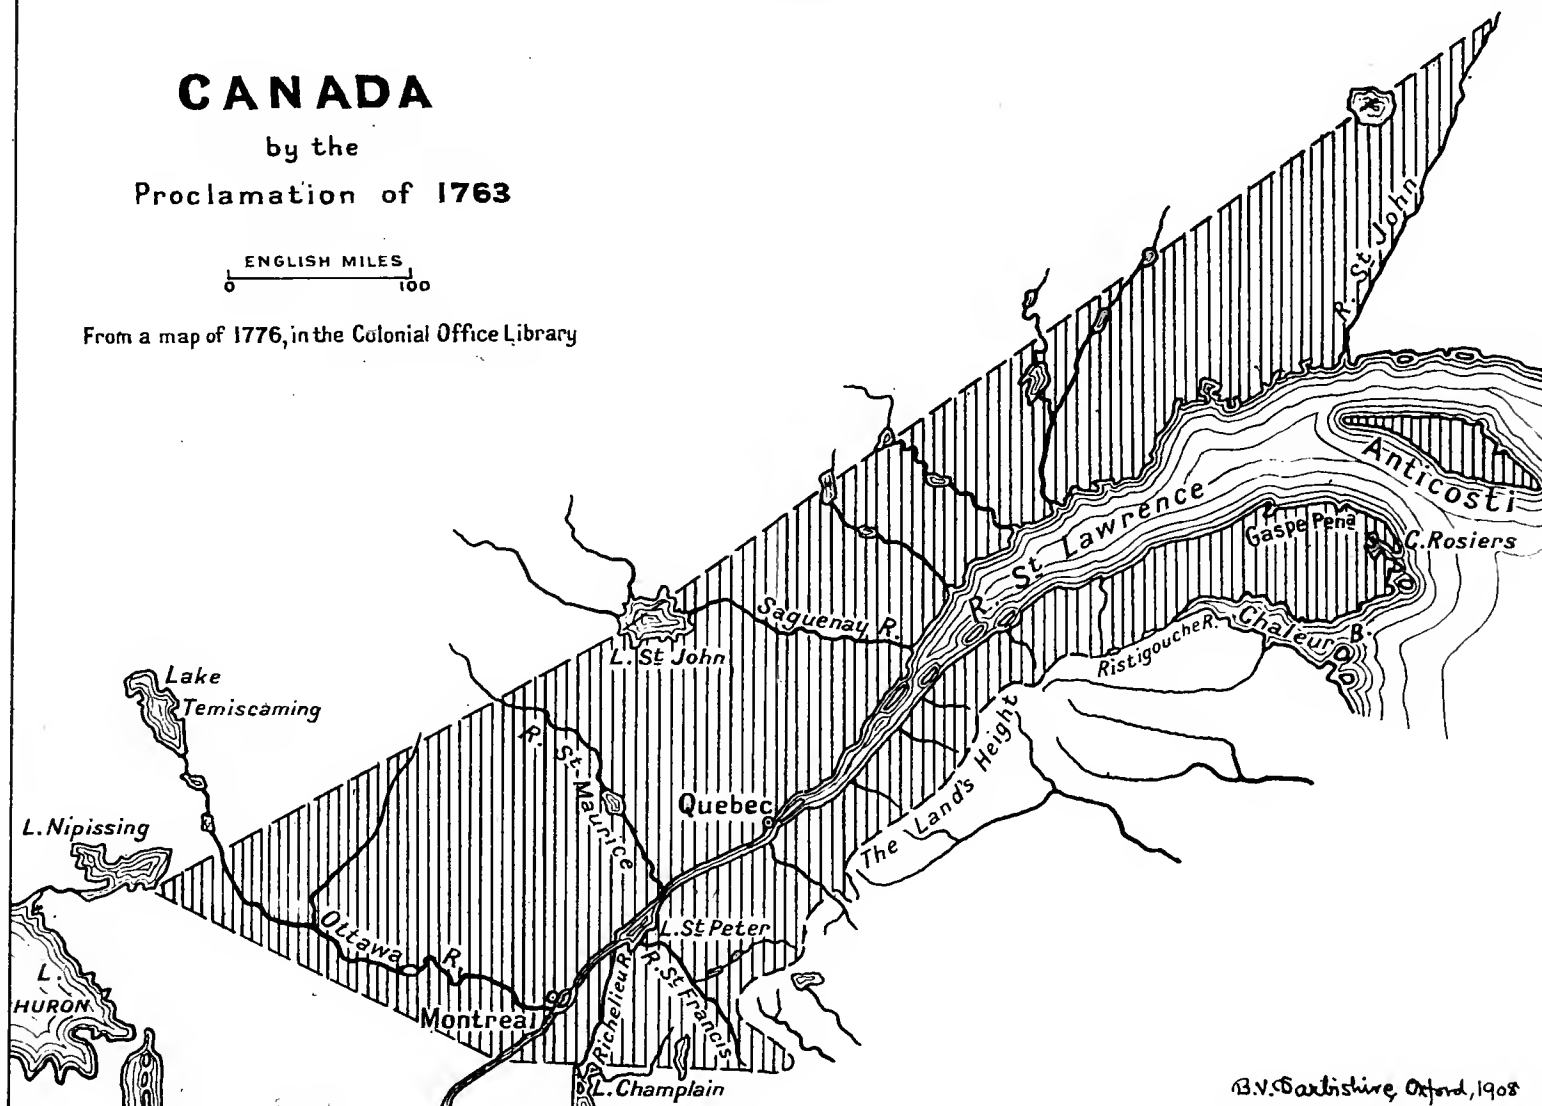 CANADA
by the
Proclamation of 1763
ENGLISH MILES
0 100
From a map of 1776, in the Colonial Office Library
R. St. John
Anticosti
R. St. Lawrence
Gaspe Pena
C. Rosiers
Saguenay R.
Chaleur B.
Ristigouche R.
L. St John
Lake
Temiscaming
The Land's Height
R. St. Maurice
Quebec
L. Nipissing
Ottawa R.
L. St Peter
R. St Francis
Richelieu R.
L.
HURON
Montreal
L. Champlain
B.V. Darbishire, Oxford, 1908